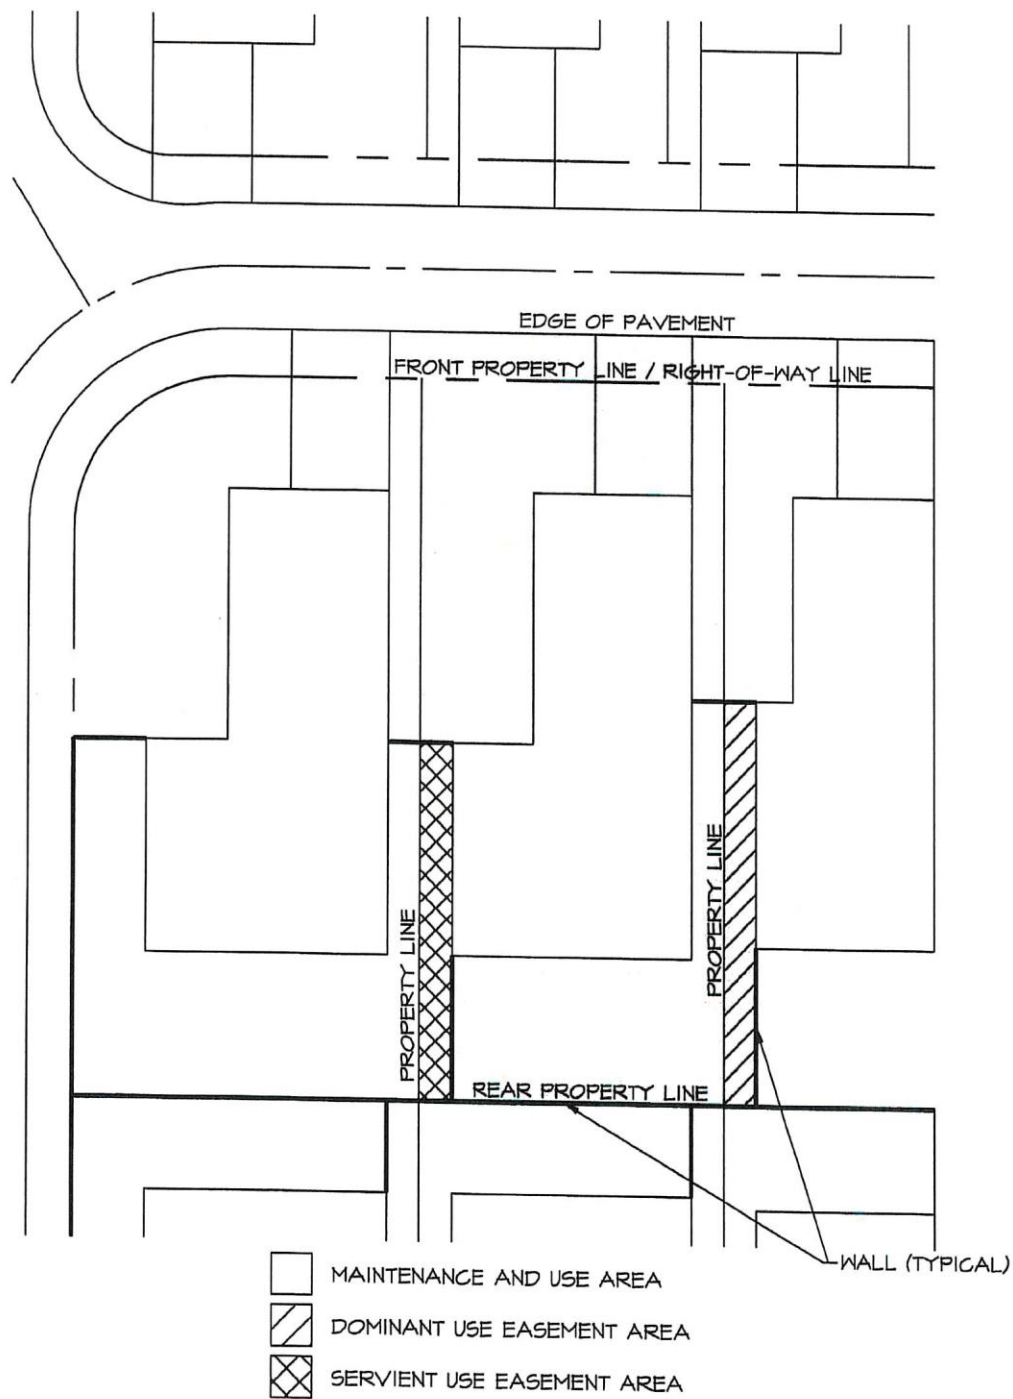 EDGE OF PAVEMENT
FRONT PROPERTY LINE / RIGHT-OF-WAY LINE
PROPERTY LINE
PROPERTY LINE
REAR PROPERTY LINE
WALL (TYPICAL)
MAINTENANCE AND USE AREA
DOMINANT USE EASEMENT AREA
SERVIENT USE EASEMENT AREA